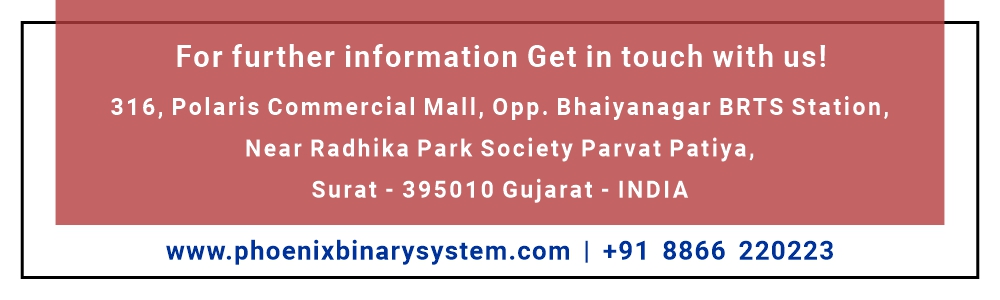 For further information Get in touch with us!
316, Polaris Commercial Mall, Opp. Bhaiyanagar BRTS Station,
Near Radhika Park Society Parvat Patiya,
Surat - 395010 Gujarat - INDIA
www.phoenixbinarysystem.com | +91 8866 220223